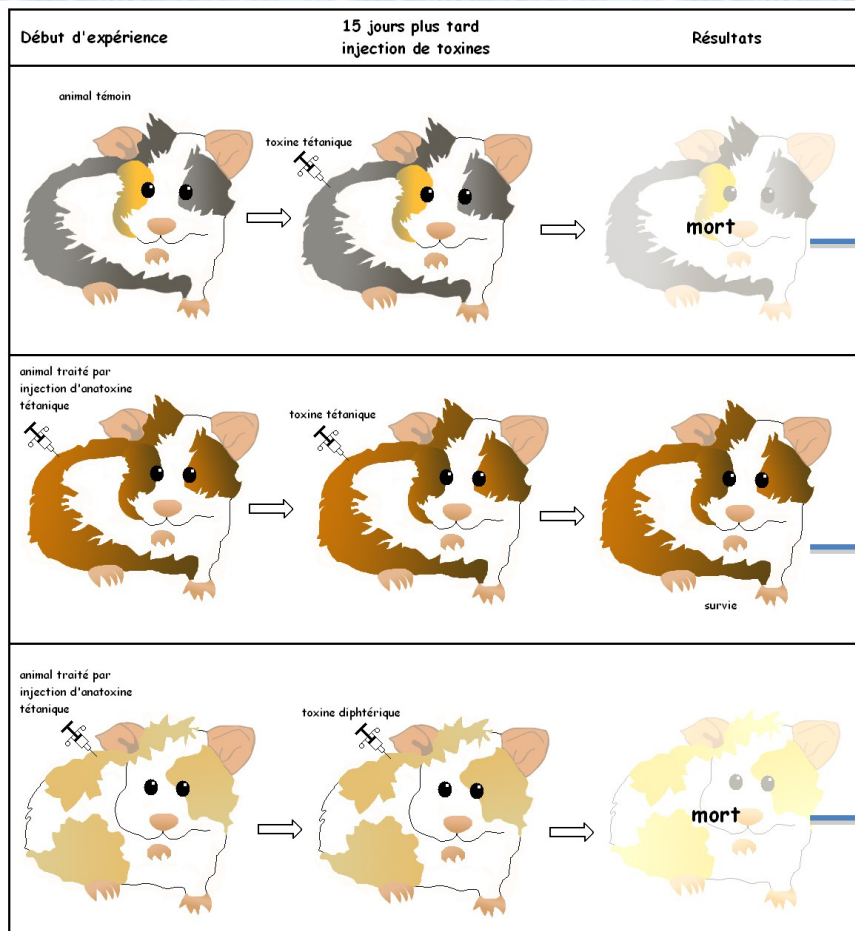 Début d'expérience
15 jours plus tard
injection de toxines
Résultats
animal témoin
toxine tétanique
mort
animal traité par
injection d'anatoxine
tétanique
toxine tétanique
survie
animal traité par
injection d'anatoxine
tétanique
toxine diphtérique
mort